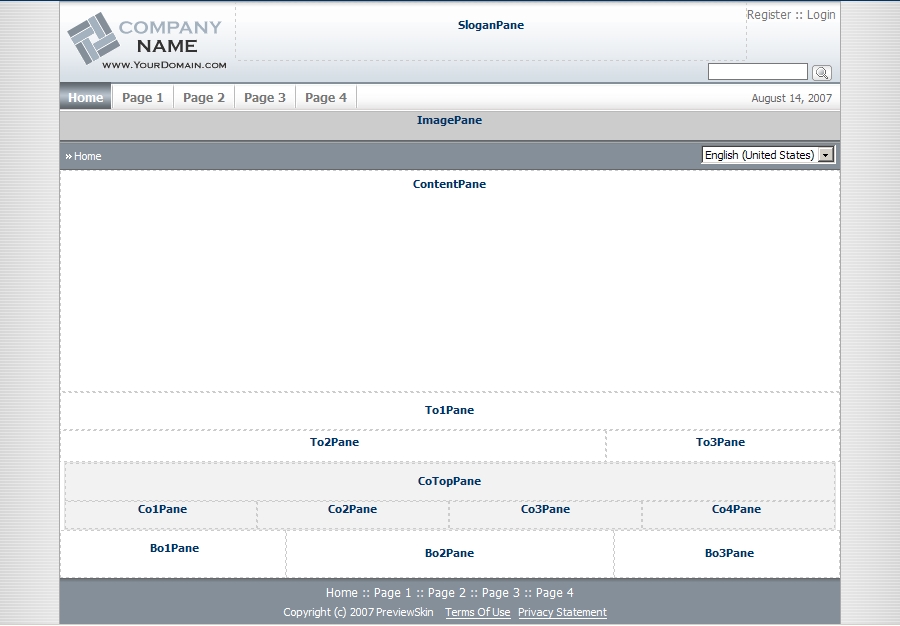 COMPANY
NAME
www.YourDomain.com
SloganPane
Register :: Login
Home Page 1 Page 2 Page 3 Page 4
August 14, 2007
ImagePane
» Home
English (United States)
ContentPane
To1Pane
To2Pane To3Pane
CoTopPane
Co1Pane Co2Pane Co3Pane Co4Pane
Bo1Pane Bo2Pane Bo3Pane
Home :: Page 1 :: Page 2 :: Page 3 :: Page 4
Copyright (c) 2007 PreviewSkin Terms Of Use Privacy Statement